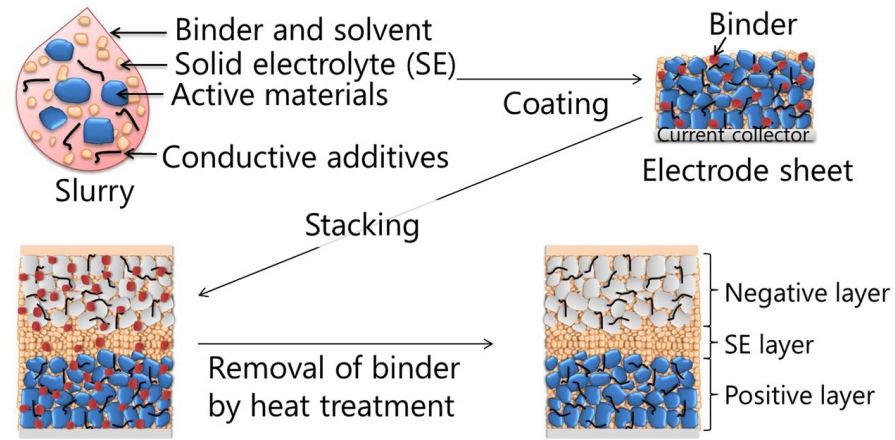 Binder and solvent
Solid electrolyte (SE)
Active materials
Conductive additives
Slurry
Coating
Binder
Current collector
Electrode sheet
Stacking
Removal of binder
by heat treatment
Negative layer
SE layer
Positive layer